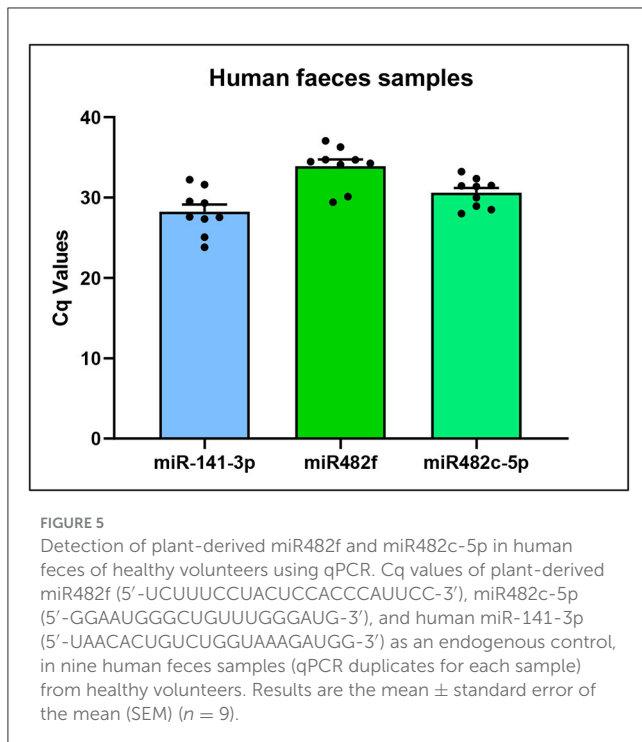 Human faeces samples
40
30
20
10
0
Cq Values
miR-141-3p miR482f miR482c-5p
FIGURE 5
Detection of plant-derived miR482f and miR482c-5p in human
feces of healthy volunteers using qPCR. Cq values of plant-derived
miR482f (5′-UCUUUCCUACUCCACCCAUUCC-3′), miR482c-5p
(5′-GGAAUGGGCUGUUUGGGAUG-3′), and human miR-141-3p
(5′-UAACACUGUCUGGUAAAGAUGG-3′) as an endogenous control,
in nine human feces samples (qPCR duplicates for each sample)
from healthy volunteers. Results are the mean ± standard error of
the mean (SEM) (n = 9).